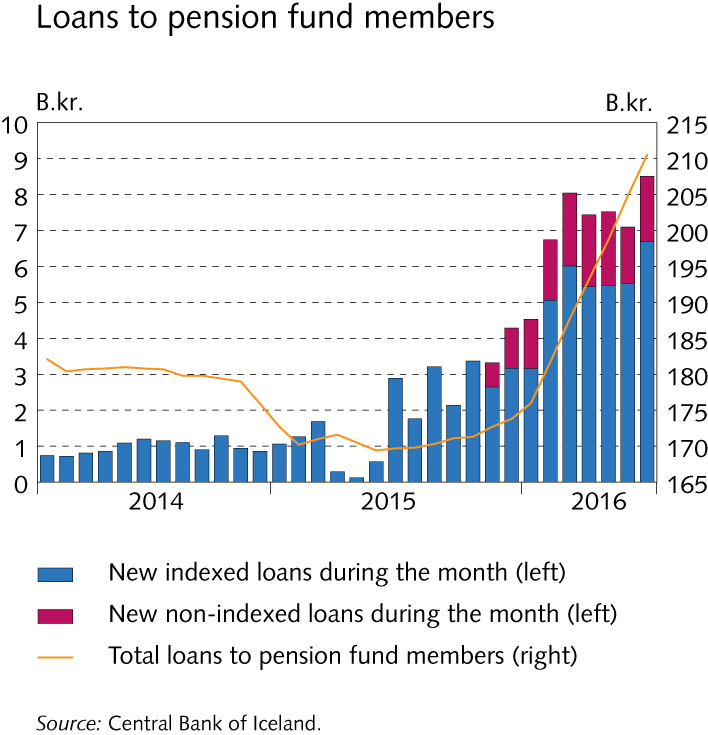 Loans to pension fund members
B.kr. B.kr.
10 215
9 210
8 205
7 200
6 195
5 190
4 185
3 180
2 175
1 170
0 165
2014 2015 2016
New indexed loans during the month (left)
New non-indexed loans during the month (left)
Total loans to pension fund members (right)
Source: Central Bank of Iceland.